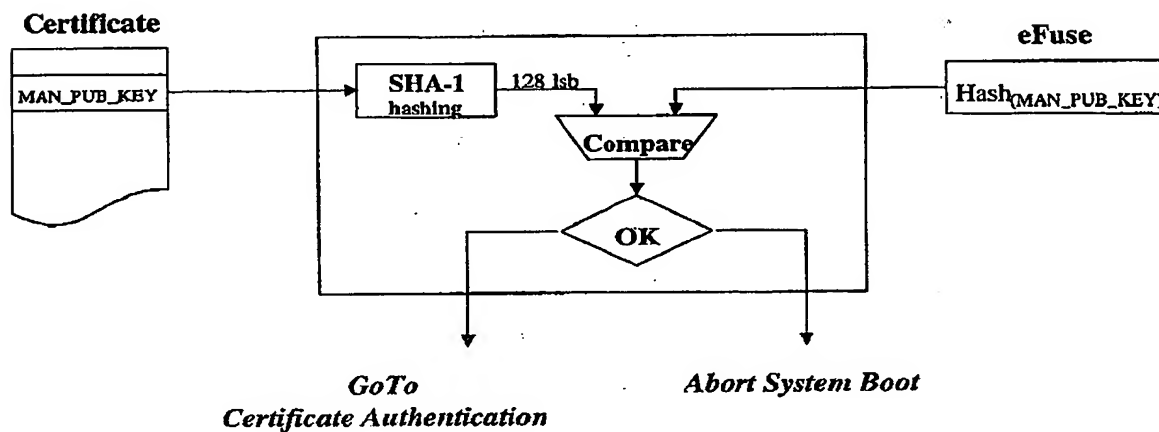 Certificate
MAN_PUB_KEY
SHA-1
hashing
128 lsb
eFuse
Hash(MAN_PUB_KEY)
Compare
OK
GoTo
Certificate Authentication
Abort System Boot